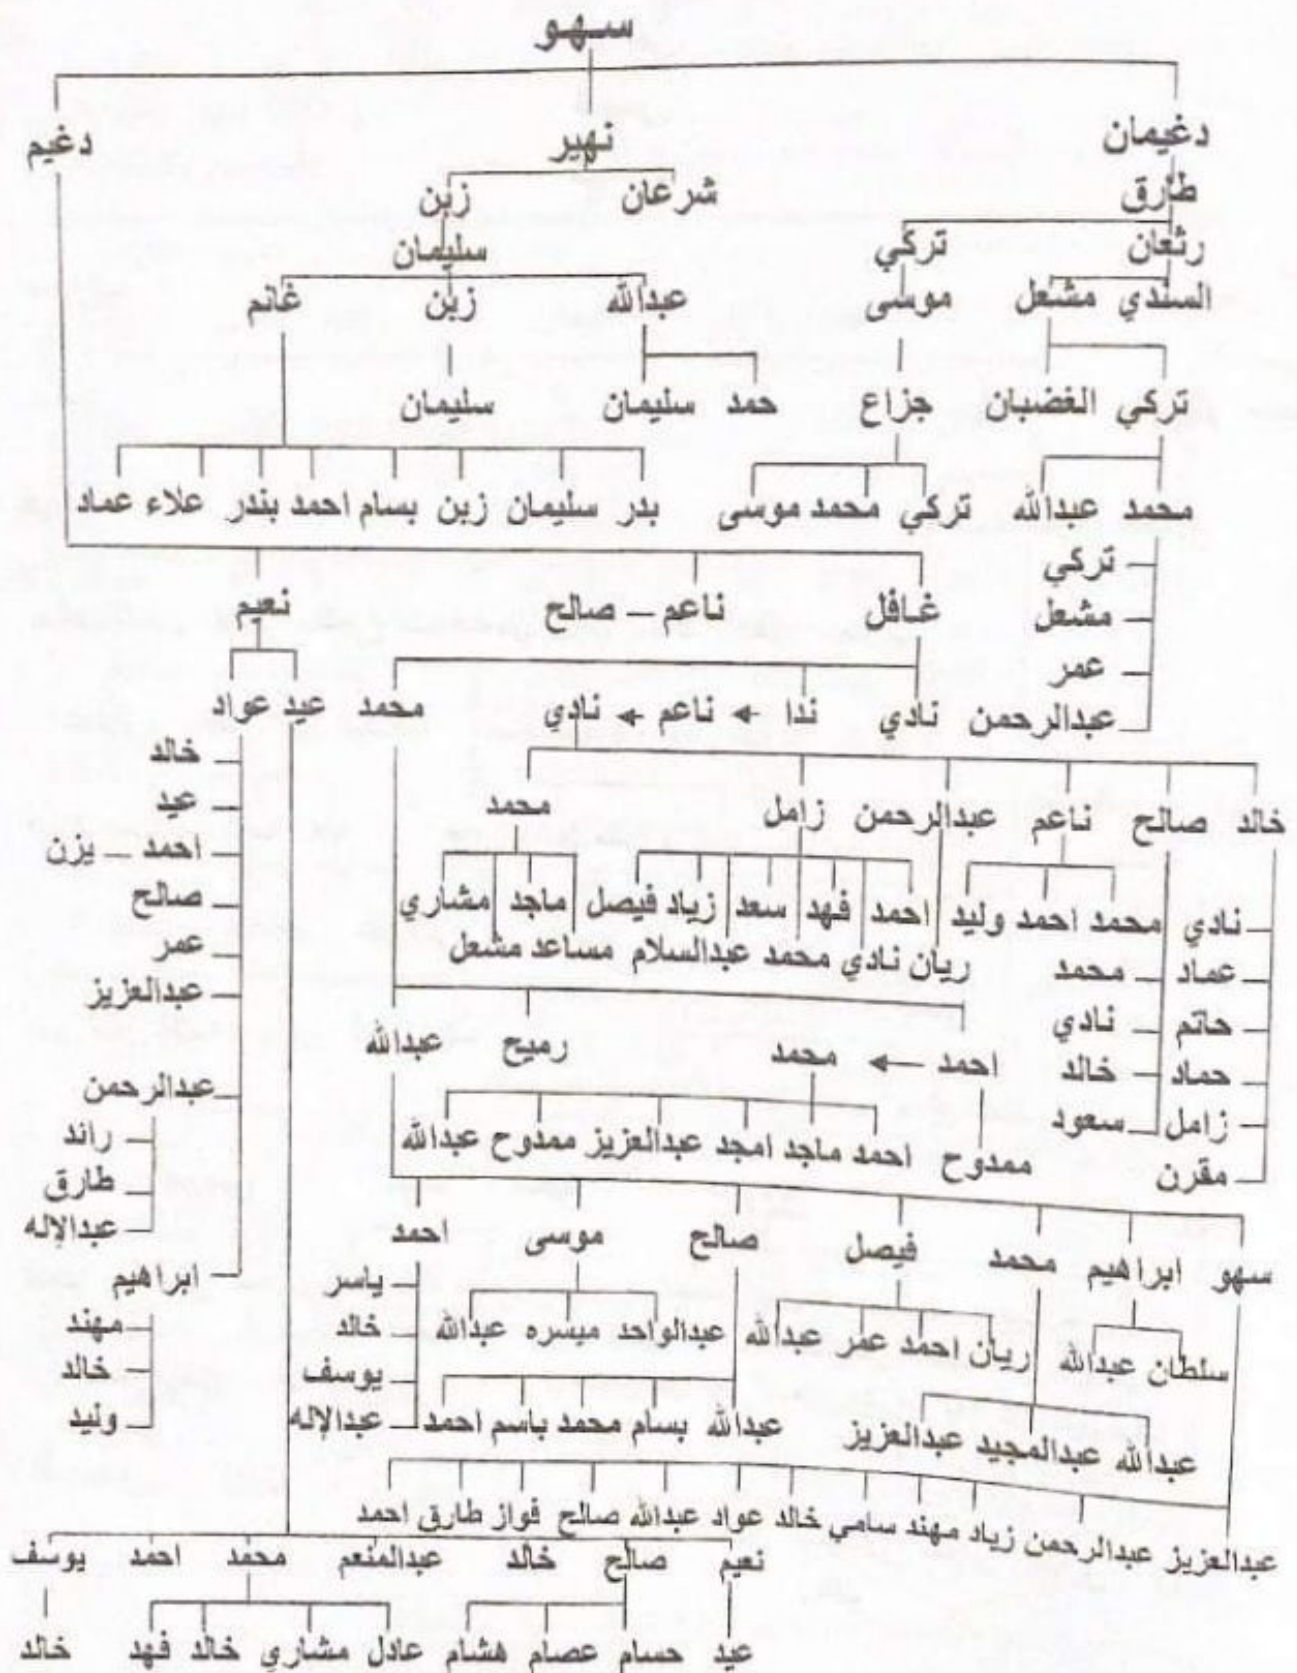 سهو
دغيمان نهير دغيم
طارق شرعان زبن
رثعان تركي سليمان
السندي مشعل موسى عبدالله زبن غانم
تركي الغضبان جزاع حمد سليمان سليمان
محمد عبدالله تركي محمد موسى بدر سليمان زبن بسام احمد بندر علاء عماد
تركي
مشعل
عمر
عبدالرحمن
غافل ناعم – صالح نعيم
نادي ندا ← ناعم ← نادي محمد عيد عواد
خالد
عيد
احمد – يزن
صالح
عمر
عبدالعزيز
عبدالرحمن
رائد
طارق
عبدالإله
ابراهيم
مهند
خالد
وليد
خالد صالح ناعم عبدالرحمن زامل محمد
نادي
عماد
حاتم
حماد
زامل
مقرن
محمد
نادي
خالد
سعود
محمد احمد وليد احمد فهد سعد زياد فيصل ماجد مشاري
ريان نادي محمد عبدالسلام مساعد مشعل
احمد ← محمد رميح عبدالله
ممدوح احمد ماجد امجد عبدالعزيز ممدوح عبدالله
سهو ابراهيم محمد فيصل صالح موسى احمد
ياسر
خالد
يوسف
عبدالإله
سلطان عبدالله ريان احمد عمر عبدالله عبدالواحد ميسره عبدالله
عبدالله عبدالمجيد عبدالعزيز عبدالله بسام محمد باسم احمد
عبدالعزيز عبدالرحمن زياد مهند سامي خالد عواد عبدالله صالح فواز طارق احمد
نعيم صالح خالد عبدالمنعم محمد احمد يوسف
عيد حسام عصام هشام عادل مشاري خالد فهد خالد